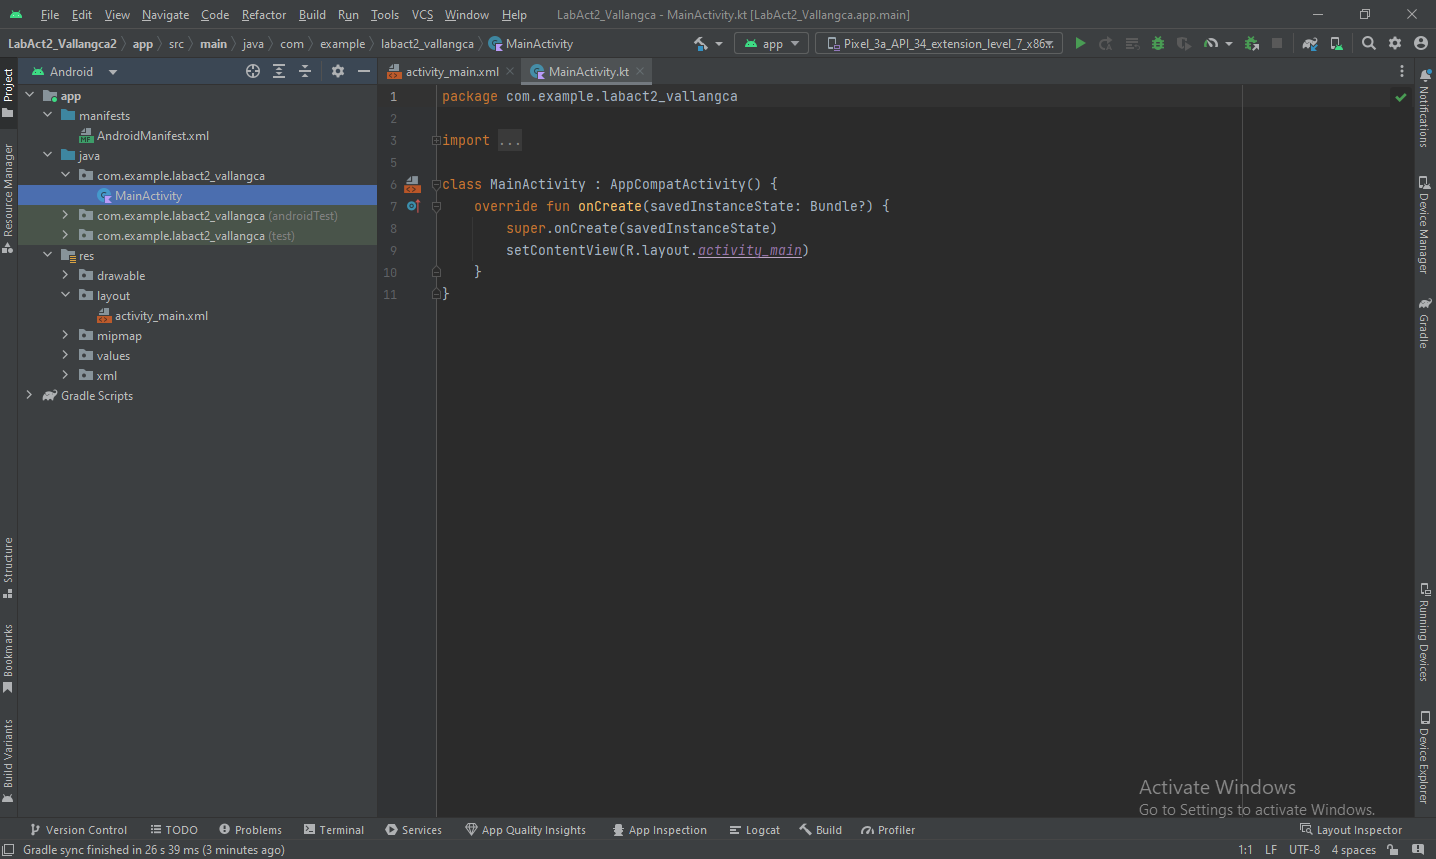 File Edit View Navigate Code Refactor Build Run Tools VCS Window Help LabAct2_Vallangca - MainActivity.kt [LabAct2_Vallangca.app.main]
LabAct2_Vallangca2 app src main java com example labact2_vallangca MainActivity app Pixel_3a_API_34_extension_level_7_x86
Project
Resource Manager
Structure
Bookmarks
Build Variants
Android
app
manifests
AndroidManifest.xml
java
com.example.labact2_vallangca
MainActivity
com.example.labact2_vallangca (androidTest)
com.example.labact2_vallangca (test)
res
drawable
layout
activity_main.xml
mipmap
values
xml
Gradle Scripts
activity_main.xml MainActivity.kt
1 package com.example.labact2_vallangca
2
3 import ...
5
6 class MainActivity : AppCompatActivity() {
7 override fun onCreate(savedInstanceState: Bundle?) {
8 super.onCreate(savedInstanceState)
9 setContentView(R.layout.activity_main)
10 }
11 }
Notifications
Device Manager
Gradle
Running Devices
Device Explorer
Activate Windows
Go to Settings to activate Windows.
Version Control TODO Problems Terminal Services App Quality Insights App Inspection Logcat Build Profiler Layout Inspector
Gradle sync finished in 26 s 39 ms (3 minutes ago) 1:1 LF UTF-8 4 spaces